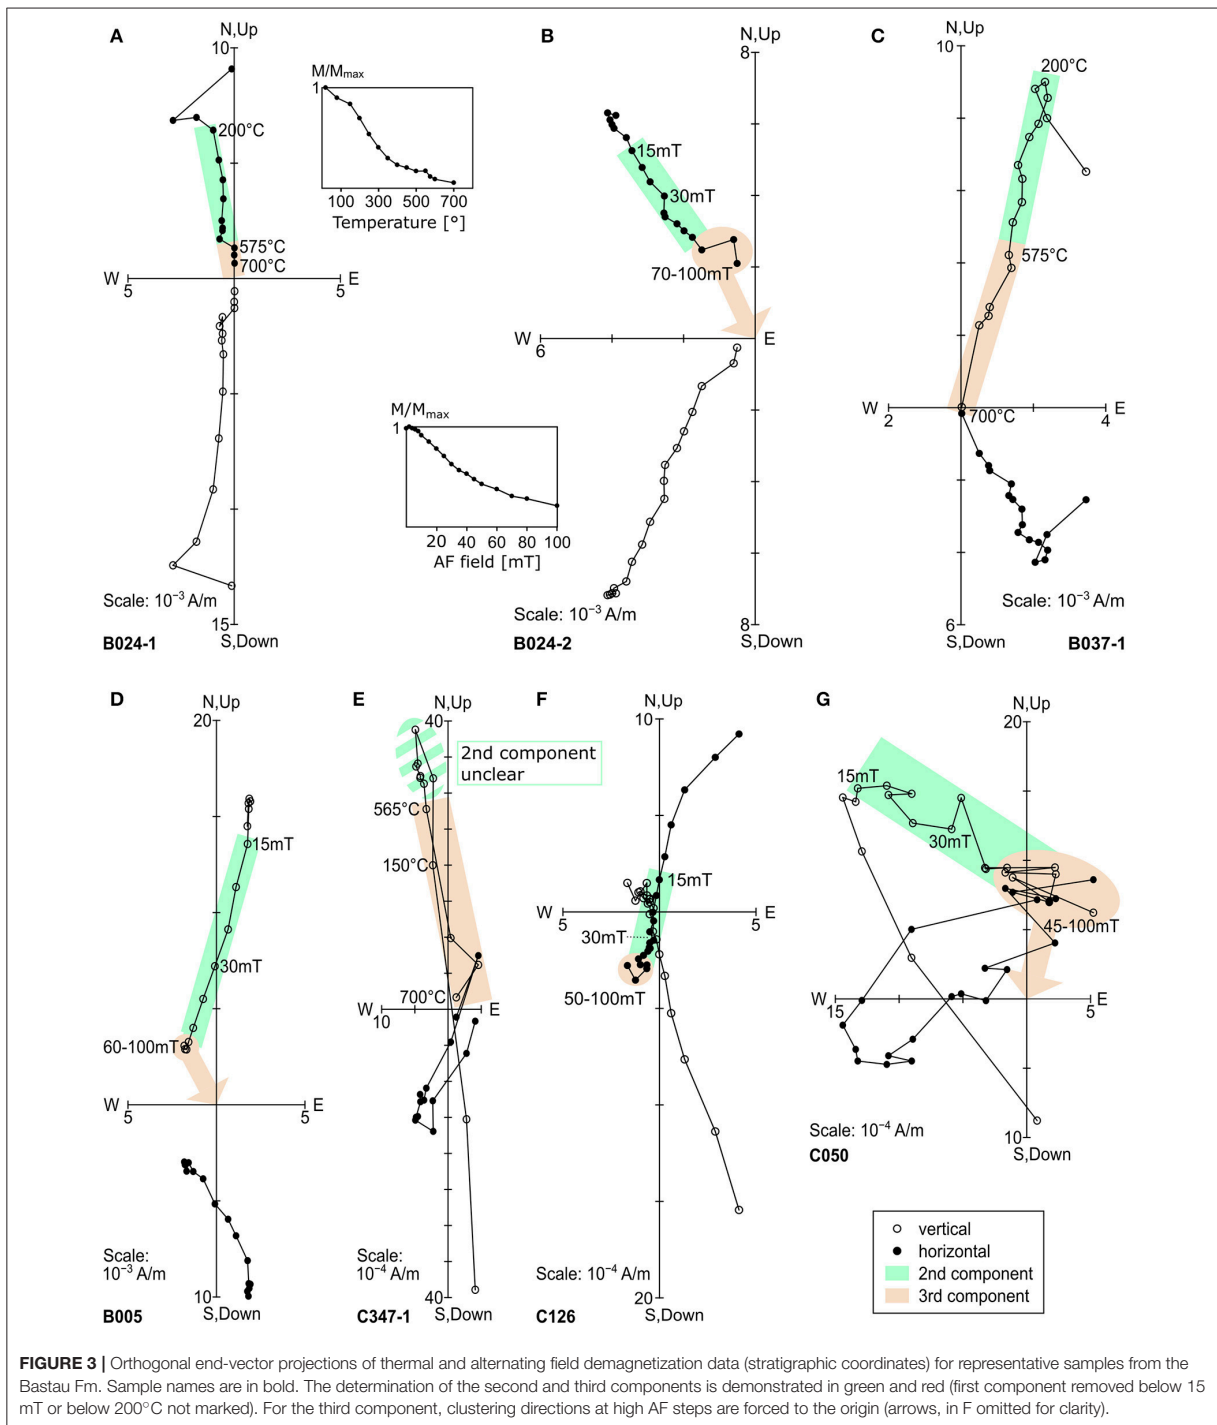 A
N,Up
10
200°C
575°C
700°C
W
E
5
5
Scale: 10⁻³ A/m
15
B024-1
S,Down
M/Mmax
1
100 300 500 700
Temperature [°]
B
N,Up
8
15mT
30mT
70-100mT
W
E
6
Scale: 10⁻³ A/m
8
B024-2
S,Down
M/Mmax
1
20 40 60 80 100
AF field [mT]
C
N,Up
10
200°C
575°C
W
E
2
700°C
4
Scale: 10⁻³ A/m
6
S,Down
B037-1
D
N,Up
20
15mT
30mT
60-100mT
W
E
5
5
Scale:
10⁻³ A/m
10
B005
S,Down
E
N,Up
40
2nd component
unclear
565°C
150°C
700°C
W
E
10
5
Scale:
10⁻⁴ A/m
40
C347-1
S,Down
F
N,Up
10
15mT
W
E
5
5
30mT
50-100mT
Scale: 10⁻⁴ A/m
20
C126
S,Down
G
N,Up
20
15mT
30mT
45-100mT
W
E
15
5
Scale: 10⁻⁴ A/m
10
C050
S,Down
vertical
horizontal
2nd component
3rd component
FIGURE 3 | Orthogonal end-vector projections of thermal and alternating field demagnetization data (stratigraphic coordinates) for representative samples from the
Bastau Fm. Sample names are in bold. The determination of the second and third components is demonstrated in green and red (first component removed below 15
mT or below 200°C not marked). For the third component, clustering directions at high AF steps are forced to the origin (arrows, in F omitted for clarity).